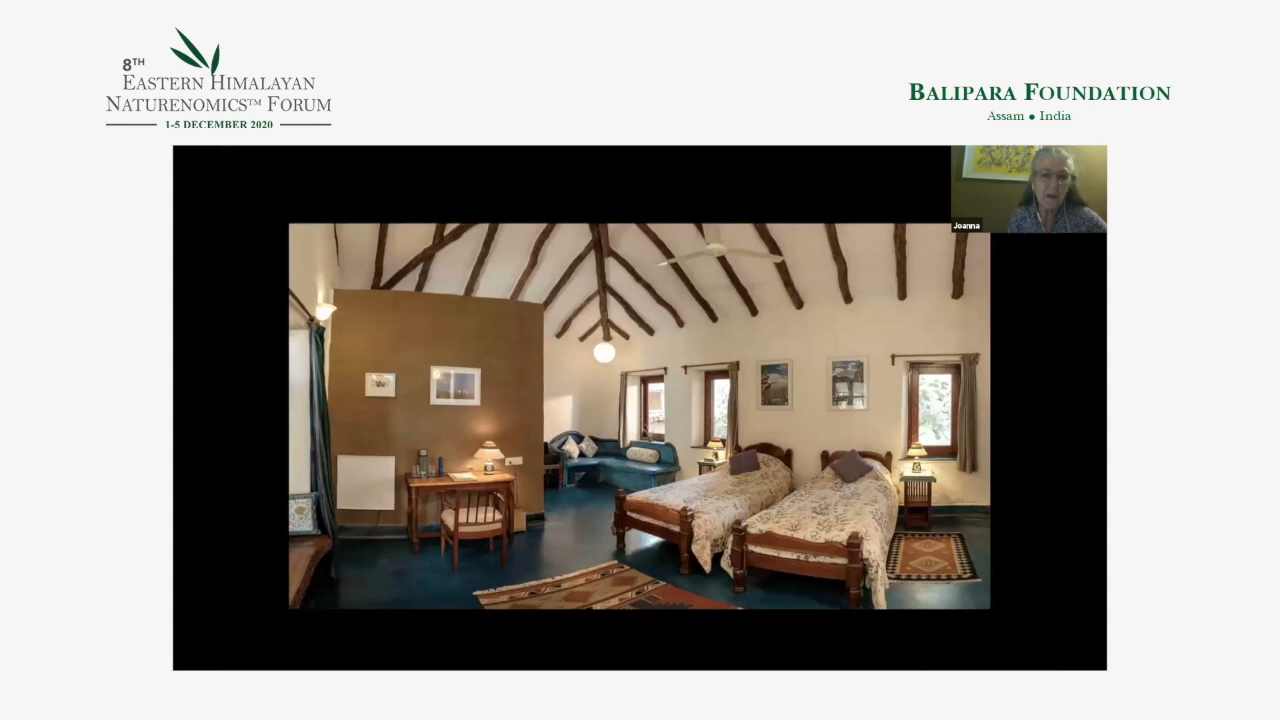 8TH
EASTERN HIMALAYAN
NATURENOMICS™ FORUM
1-5 DECEMBER 2020
BALIPARA FOUNDATION
Assam ● India
Joanna